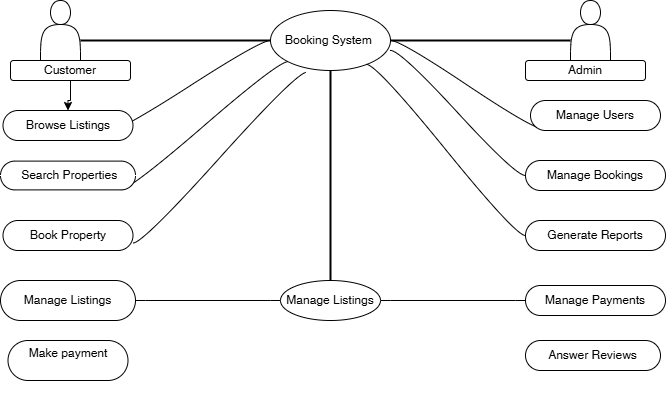 Booking System
Customer
Admin
Browse Listings
Manage Users
Search Properties
Manage Bookings
Book Property
Generate Reports
Manage Listings
Manage Listings
Manage Payments
Make payment
Answer Reviews